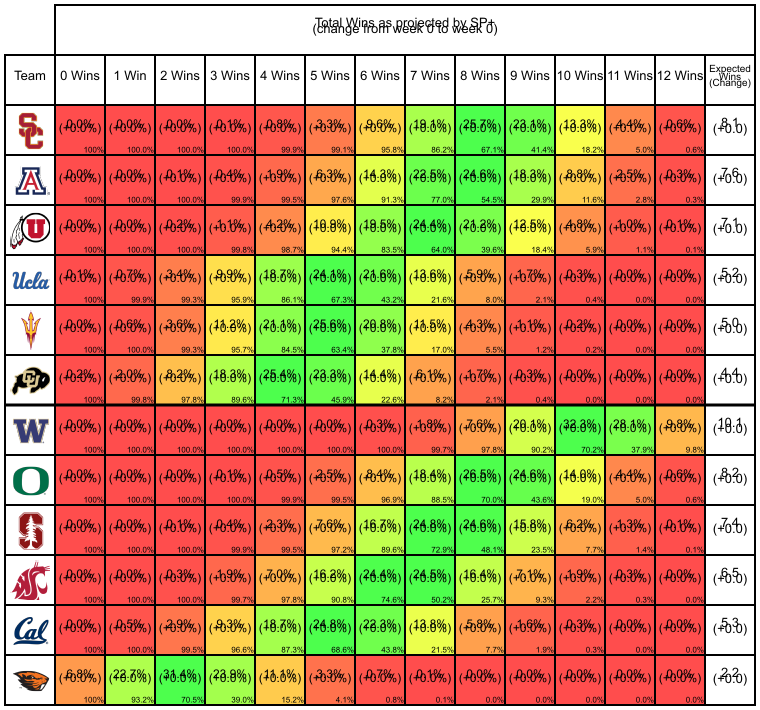 Total Wins as projected by SP+
(change from week 0 to week 0)
Team 0 Wins 1 Win 2 Wins 3 Wins 4 Wins 5 Wins 6 Wins 7 Wins 8 Wins 9 Wins 10 Wins 11 Wins 12 Wins Expected Wins (Change)
SC
0.0% 0.0% 0.0% 0.1% 0.8% 3.3% 9.6% 19.1% 25.7% 23.1% 13.3% 4.4% 0.6% 8.1
(+0.0%) (+0.0%) (+0.0%) (+0.0%) (+0.0%) (+0.0%) (+0.0%) (+0.0%) (+0.0%) (+0.0%) (+0.0%) (+0.0%) (+0.0%) (+0.0)
100% 100.0% 100.0% 100.0% 99.9% 99.1% 95.8% 86.2% 67.1% 41.4% 18.2% 5.0% 0.6%
A
0.0% 0.0% 0.1% 0.4% 1.9% 6.3% 14.3% 22.5% 24.6% 18.3% 8.8% 2.5% 0.3% 7.6
(+0.0%) (+0.0%) (+0.0%) (+0.0%) (+0.0%) (+0.0%) (+0.0%) (+0.0%) (+0.0%) (+0.0%) (+0.0%) (+0.0%) (+0.0%) (+0.0)
100% 100.0% 100.0% 99.9% 99.5% 97.6% 91.3% 77.0% 54.5% 29.9% 11.6% 2.8% 0.3%
U
0.0% 0.0% 0.2% 1.1% 4.2% 10.9% 19.5% 24.4% 21.2% 12.5% 4.8% 1.0% 0.1% 7.1
(+0.0%) (+0.0%) (+0.0%) (+0.0%) (+0.0%) (+0.0%) (+0.0%) (+0.0%) (+0.0%) (+0.0%) (+0.0%) (+0.0%) (+0.0%) (+0.0)
100% 100.0% 100.0% 99.8% 98.7% 94.4% 83.5% 64.0% 39.6% 18.4% 5.9% 1.1% 0.1%
Ucla
0.1% 0.7% 3.4% 9.9% 18.7% 24.1% 21.6% 13.6% 5.9% 1.7% 0.3% 0.0% 0.0% 5.2
(+0.0%) (+0.0%) (+0.0%) (+0.0%) (+0.0%) (+0.0%) (+0.0%) (+0.0%) (+0.0%) (+0.0%) (+0.0%) (+0.0%) (+0.0%) (+0.0)
100% 99.9% 99.3% 95.9% 86.1% 67.3% 43.2% 21.6% 8.0% 2.1% 0.4% 0.0% 0.0%
0.0% 0.6% 3.6% 11.2% 21.1% 25.6% 20.8% 11.5% 4.3% 1.1% 0.2% 0.0% 0.0% 5.0
(+0.0%) (+0.0%) (+0.0%) (+0.0%) (+0.0%) (+0.0%) (+0.0%) (+0.0%) (+0.0%) (+0.0%) (+0.0%) (+0.0%) (+0.0%) (+0.0)
100% 100.0% 99.3% 95.7% 84.5% 63.4% 37.8% 17.0% 5.5% 1.2% 0.2% 0.0% 0.0%
CU
0.2% 2.0% 8.2% 18.3% 25.4% 23.3% 14.4% 6.1% 1.7% 0.3% 0.0% 0.0% 0.0% 4.4
(+0.0%) (+0.0%) (+0.0%) (+0.0%) (+0.0%) (+0.0%) (+0.0%) (+0.0%) (+0.0%) (+0.0%) (+0.0%) (+0.0%) (+0.0%) (+0.0)
100% 99.8% 97.8% 89.6% 71.3% 45.9% 22.6% 8.2% 2.1% 0.4% 0.0% 0.0% 0.0%
W
0.0% 0.0% 0.0% 0.0% 0.0% 0.0% 0.3% 1.8% 7.6% 20.1% 32.3% 28.1% 9.8% 10.1
(+0.0%) (+0.0%) (+0.0%) (+0.0%) (+0.0%) (+0.0%) (+0.0%) (+0.0%) (+0.0%) (+0.0%) (+0.0%) (+0.0%) (+0.0%) (+0.0)
100% 100.0% 100.0% 100.0% 100.0% 100.0% 100.0% 99.7% 97.8% 90.2% 70.2% 37.9% 9.8%
O
0.0% 0.0% 0.0% 0.1% 0.5% 2.5% 8.4% 18.4% 26.5% 24.6% 14.0% 4.4% 0.6% 8.2
(+0.0%) (+0.0%) (+0.0%) (+0.0%) (+0.0%) (+0.0%) (+0.0%) (+0.0%) (+0.0%) (+0.0%) (+0.0%) (+0.0%) (+0.0%) (+0.0)
100% 100.0% 100.0% 100.0% 99.9% 99.5% 96.9% 88.5% 70.0% 43.6% 19.0% 5.0% 0.6%
S
0.0% 0.0% 0.1% 0.4% 2.3% 7.6% 16.7% 24.8% 24.6% 15.8% 6.2% 1.3% 0.1% 7.4
(+0.0%) (+0.0%) (+0.0%) (+0.0%) (+0.0%) (+0.0%) (+0.0%) (+0.0%) (+0.0%) (+0.0%) (+0.0%) (+0.0%) (+0.0%) (+0.0)
100% 100.0% 100.0% 99.9% 99.5% 97.2% 89.6% 72.9% 48.1% 23.5% 7.7% 1.4% 0.1%
0.0% 0.0% 0.3% 1.9% 7.0% 16.2% 24.4% 24.5% 16.4% 7.1% 1.9% 0.3% 0.0% 6.5
(+0.0%) (+0.0%) (+0.0%) (+0.0%) (+0.0%) (+0.0%) (+0.0%) (+0.0%) (+0.0%) (+0.0%) (+0.0%) (+0.0%) (+0.0%) (+0.0)
100% 100.0% 100.0% 99.7% 97.8% 90.8% 74.6% 50.2% 25.7% 9.3% 2.2% 0.3% 0.0%
Cal
0.0% 0.5% 2.9% 9.3% 18.7% 24.8% 22.3% 13.8% 5.8% 1.6% 0.3% 0.0% 0.0% 5.3
(+0.0%) (+0.0%) (+0.0%) (+0.0%) (+0.0%) (+0.0%) (+0.0%) (+0.0%) (+0.0%) (+0.0%) (+0.0%) (+0.0%) (+0.0%) (+0.0)
100% 100.0% 99.5% 96.6% 87.3% 68.6% 43.8% 21.5% 7.7% 1.9% 0.3% 0.0% 0.0%
6.8% 22.7% 31.4% 23.9% 11.1% 3.3% 0.7% 0.1% 0.0% 0.0% 0.0% 0.0% 0.0% 2.2
(+0.0%) (+0.0%) (+0.0%) (+0.0%) (+0.0%) (+0.0%) (+0.0%) (+0.0%) (+0.0%) (+0.0%) (+0.0%) (+0.0%) (+0.0%) (+0.0)
100% 93.2% 70.5% 39.0% 15.2% 4.1% 0.8% 0.1% 0.0% 0.0% 0.0% 0.0% 0.0%